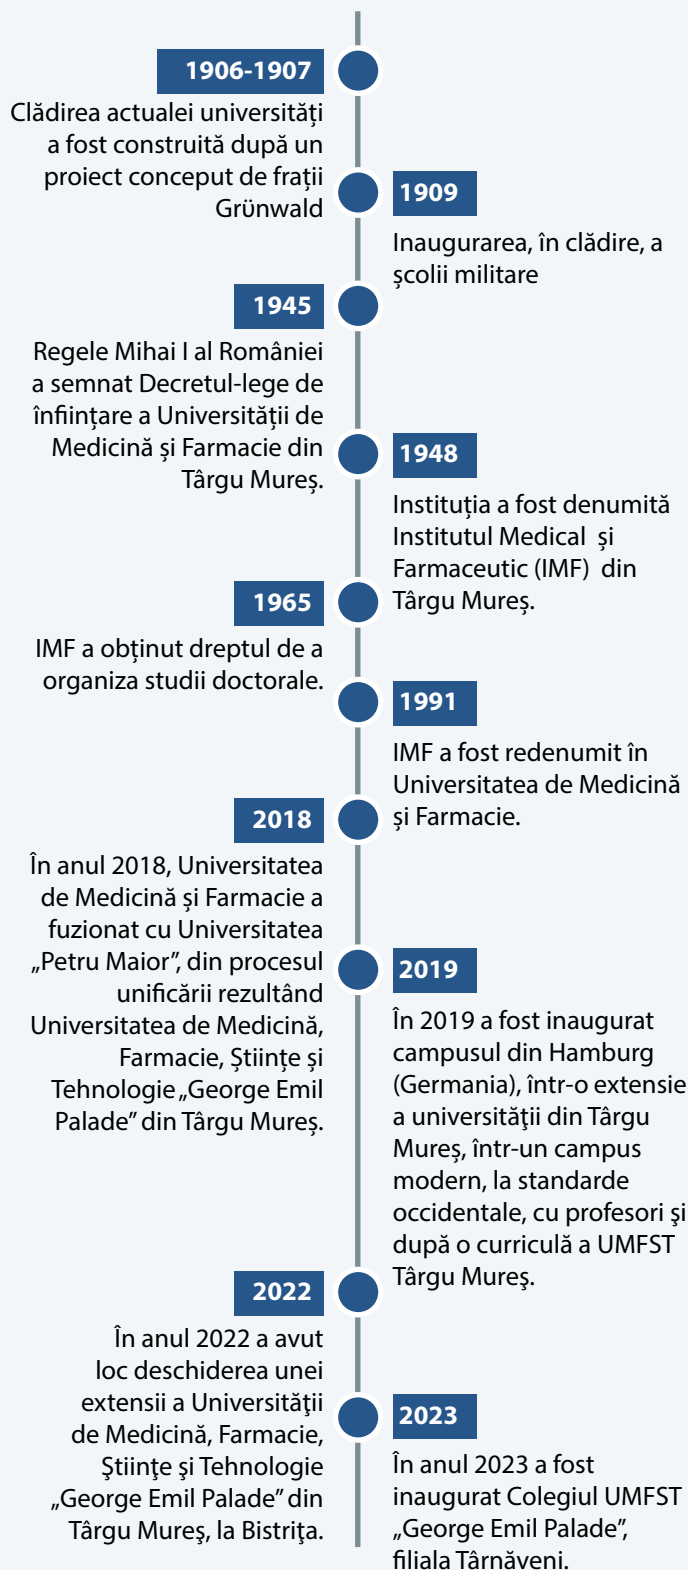 1906-1907
Clădirea actualei universități
a fost construită după un
proiect conceput de frații
Grünwald
1909
Inaugurarea, în clădire, a
școlii militare
1945
Regele Mihai I al României
a semnat Decretul-lege de
înființare a Universității de
Medicină și Farmacie din
Târgu Mureș.
1948
Instituția a fost denumită
Institutul Medical și
Farmaceutic (IMF) din
Târgu Mureș.
1965
IMF a obținut dreptul de a
organiza studii doctorale.
1991
IMF a fost redenumit în
Universitatea de Medicină
și Farmacie.
2018
În anul 2018, Universitatea
de Medicină și Farmacie a
fuzionat cu Universitatea
„Petru Maior”, din procesul
unificării rezultând
Universitatea de Medicină,
Farmacie, Științe și
Tehnologie „George Emil
Palade” din Târgu Mureș.
2019
În 2019 a fost inaugurat
campusul din Hamburg
(Germania), într-o extensie
a universităţii din Târgu
Mureș, într-un campus
modern, la standarde
occidentale, cu profesori şi
după o curriculă a UMFST
Târgu Mureş.
2022
În anul 2022 a avut
loc deschiderea unei
extensii a Universităţii
de Medicină, Farmacie,
Ştiinţe şi Tehnologie
„George Emil Palade” din
Târgu Mureş, la Bistriţa.
2023
În anul 2023 a fost
inaugurat Colegiul UMFST
„George Emil Palade”,
filiala Târnăveni.